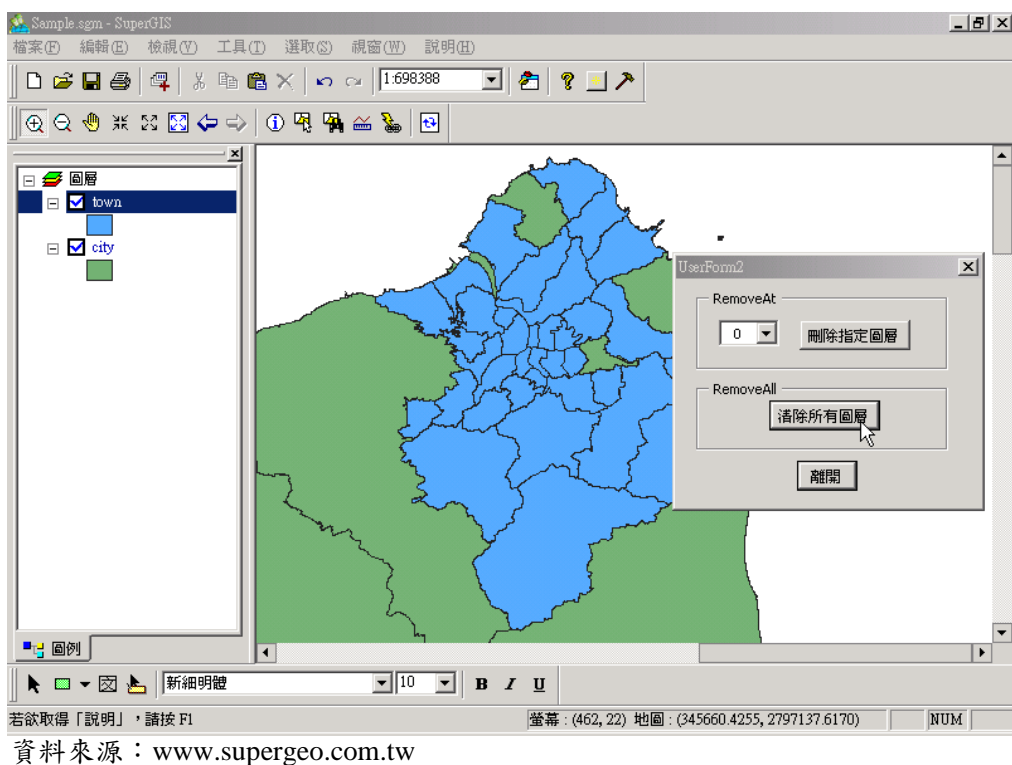 Sample.sgm - SuperGIS
檔案(F) 編輯(E) 檢視(V) 工具(T) 選取(S) 視窗(W) 說明(H)
1:698388
圖層
town
city
UserForm2
RemoveAt
0 刪除指定圖層
RemoveAll
清除所有圖層
離開
圖例
新細明體 10 B I U
若欲取得「說明」，請按 F1 螢幕 : (462, 22) 地圖 : (345660.4255, 2797137.6170) NUM
資料來源：www.supergeo.com.tw